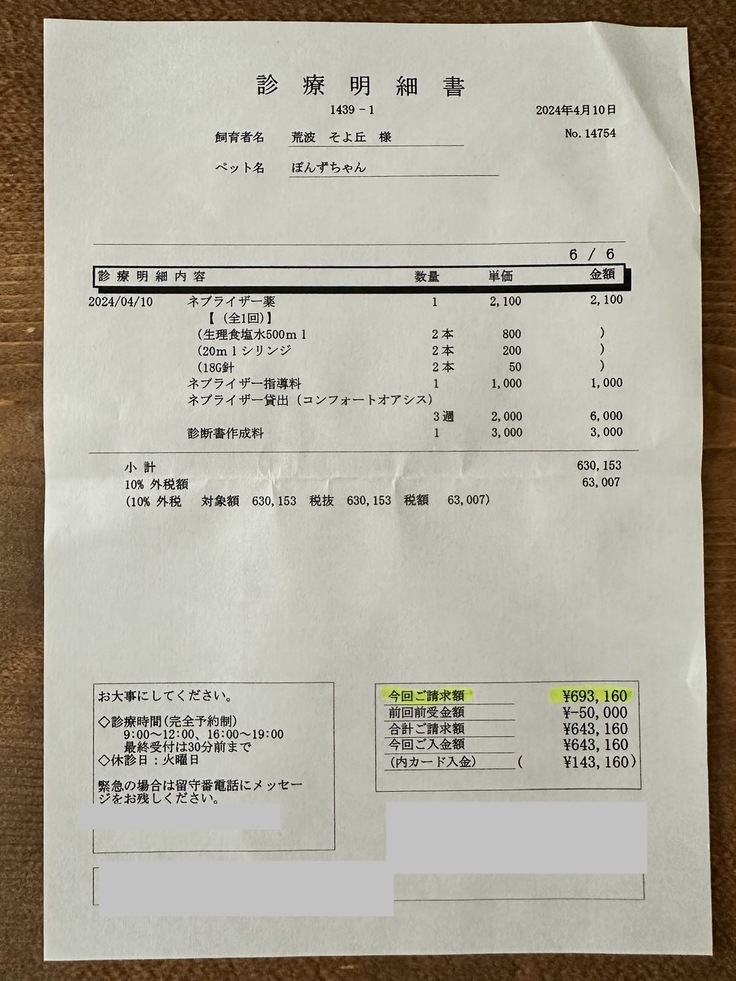 診療明細書
1439-1
2024年4月10日
飼育者名 荒波 そよ丘 様
No.14754
ペット名 ぽんずちゃん
6 / 6
診療明細内容 数量 単価 金額
2024/04/10 ネブライザー薬 1 2,100 2,100
【(全1回)】
(生理食塩水500ml 2本 800 )
(20mlシリンジ 2本 200 )
(18G針 2本 50 )
ネブライザー指導料 1 1,000 1,000
ネブライザー貸出(コンフォートオアシス)
3週 2,000 6,000
診断書作成料 1 3,000 3,000
小計 630,153
10% 外税額 63,007
(10% 外税 対象額 630,153 税抜 630,153 税額 63,007)
お大事にしてください。
◇診療時間(完全予約制)
9:00〜12:00、16:00〜19:00
最終受付は30分前まで
◇休診日:火曜日
緊急の場合は留守番電話にメッセー
ジをお残しください。
今回ご請求額 ¥693,160
前回前受金額 ¥-50,000
合計ご請求額 ¥643,160
今回ご入金額 ¥643,160
(内カード入金) ( ¥143,160)